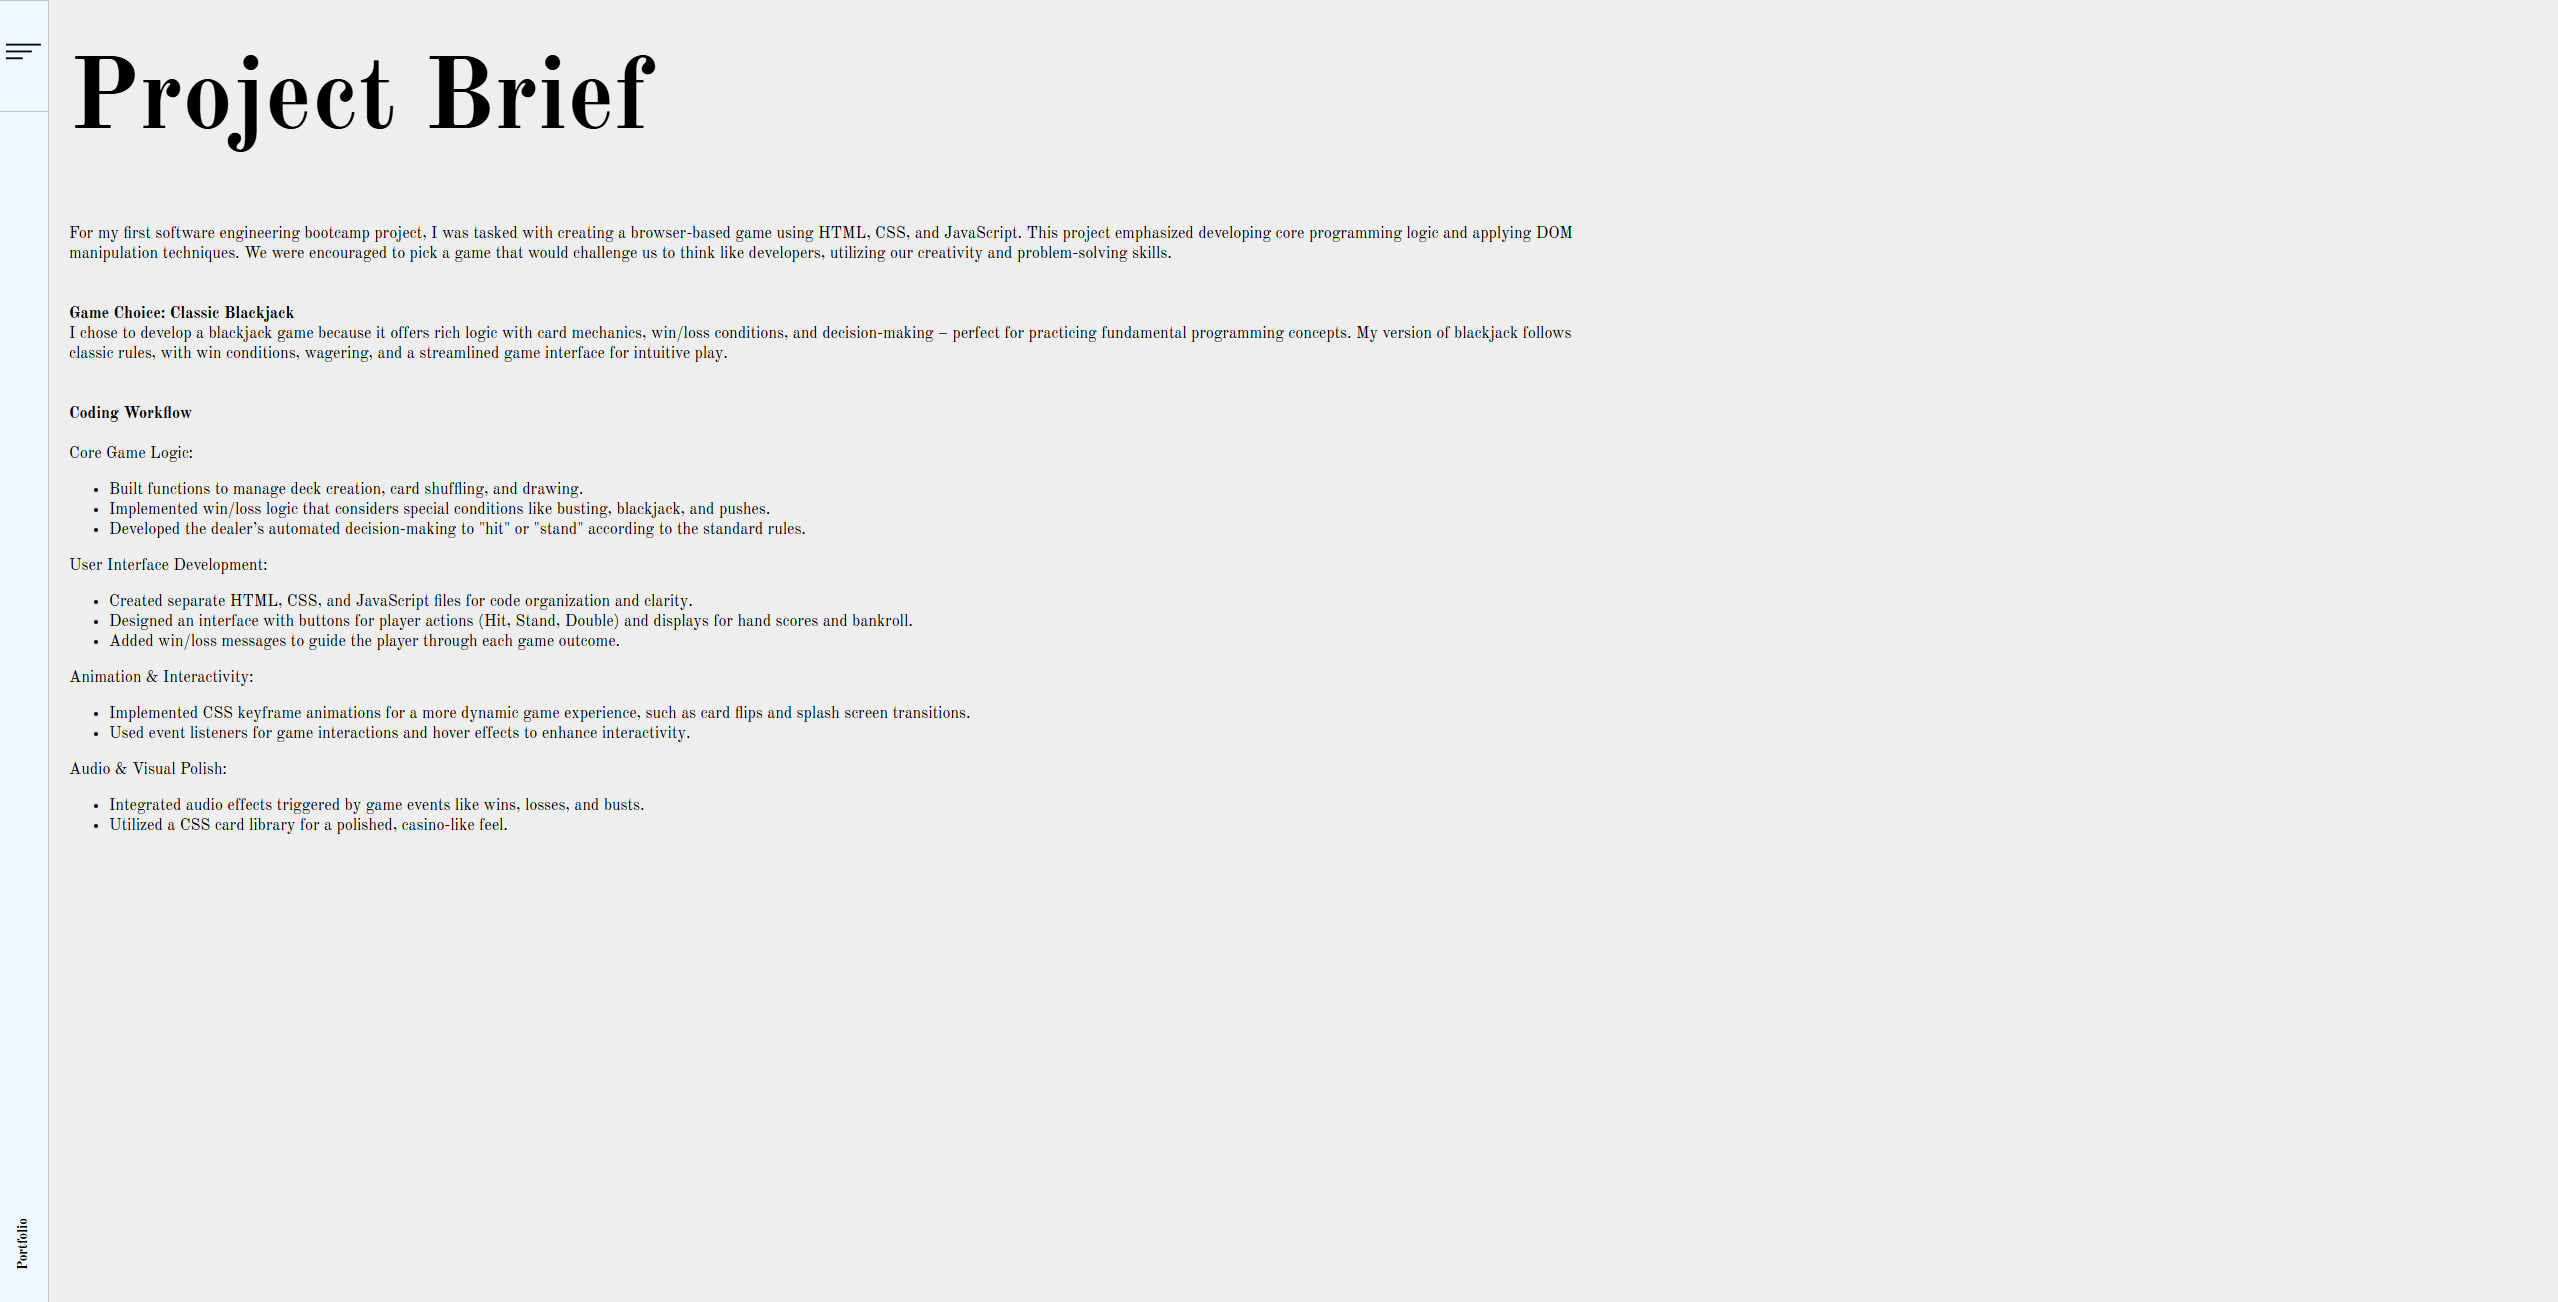 Project Brief
For my first software engineering bootcamp project, I was tasked with creating a browser-based game using HTML, CSS, and JavaScript. This project emphasized developing core programming logic and applying DOM
manipulation techniques. We were encouraged to pick a game that would challenge us to think like developers, utilizing our creativity and problem-solving skills.
Game Choice: Classic Blackjack
I chose to develop a blackjack game because it offers rich logic with card mechanics, win/loss conditions, and decision-making – perfect for practicing fundamental programming concepts. My version of blackjack follows
classic rules, with win conditions, wagering, and a streamlined game interface for intuitive play.
Coding Workflow
Core Game Logic:
• Built functions to manage deck creation, card shuffling, and drawing.
• Implemented win/loss logic that considers special conditions like busting, blackjack, and pushes.
• Developed the dealer's automated decision-making to "hit" or "stand" according to the standard rules.
User Interface Development:
• Created separate HTML, CSS, and JavaScript files for code organization and clarity.
• Designed an interface with buttons for player actions (Hit, Stand, Double) and displays for hand scores and bankroll.
• Added win/loss messages to guide the player through each game outcome.
Animation & Interactivity:
• Implemented CSS keyframe animations for a more dynamic game experience, such as card flips and splash screen transitions.
• Used event listeners for game interactions and hover effects to enhance interactivity.
Audio & Visual Polish:
• Integrated audio effects triggered by game events like wins, losses, and busts.
• Utilized a CSS card library for a polished, casino-like feel.
Portfolio